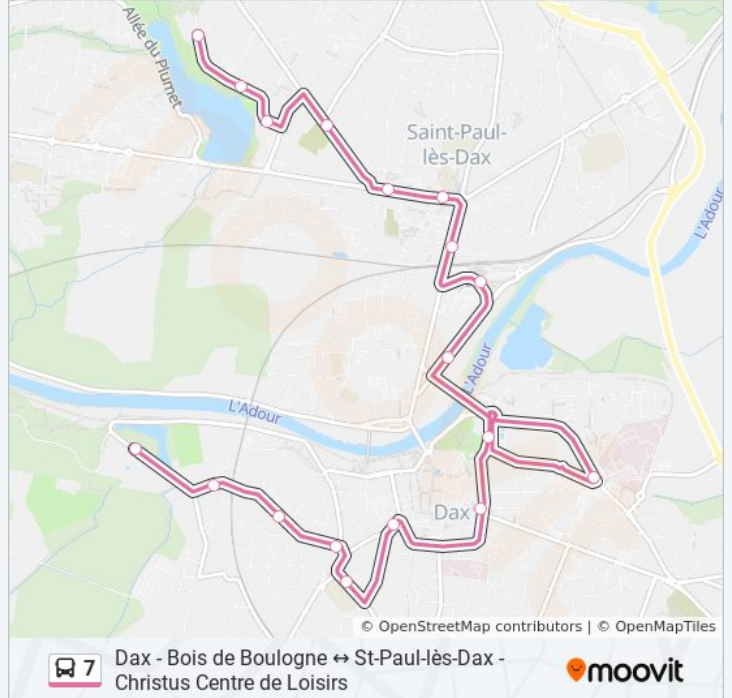 Allée du Plumet
Saint-Paul-
lès-Dax
L'Adour
L'Adour
L'Adour
Dax
© OpenStreetMap contributors | © OpenMapTiles
7
Dax - Bois de Boulogne ↔ St-Paul-lès-Dax -
Christus Centre de Loisirs
moovit